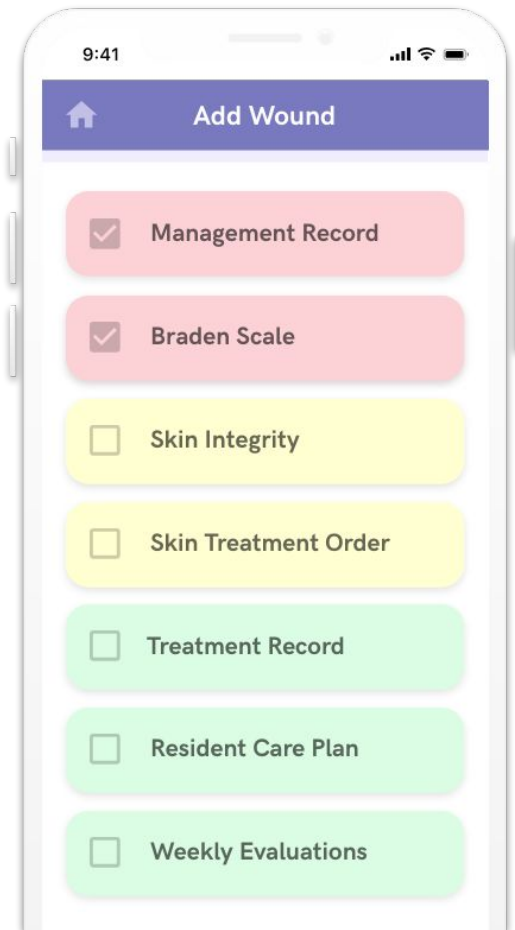 9:41
Add Wound
Management Record
Braden Scale
Skin Integrity
Skin Treatment Order
Treatment Record
Resident Care Plan
Weekly Evaluations